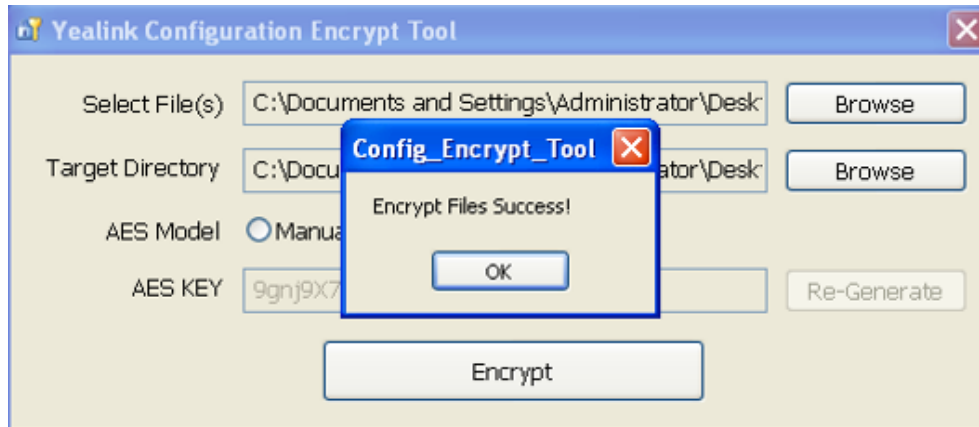 Yealink Configuration Encrypt Tool
Select File(s) C:\Documents and Settings\Administrator\Desk Browse
Config_Encrypt_Tool
Target Directory C:\Docu ator\Desk Browse
Encrypt Files Success!
AES Model Manua
OK
AES KEY 9gnj9X7 Re-Generate
Encrypt